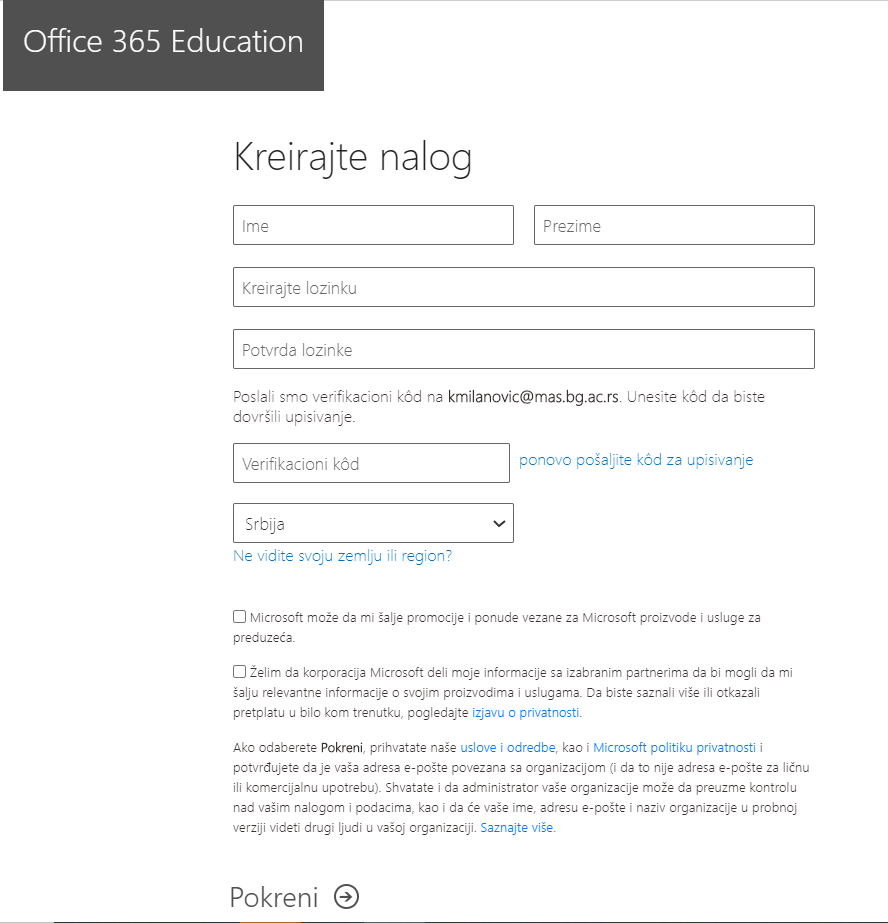 Office 365 Education
Kreirajte nalog
Ime
Prezime
Kreirajte lozinku
Potvrda lozinke
Poslali smo verifikacioni kôd na kmilanovic@mas.bg.ac.rs. Unesite kôd da biste
dovršili upisivanje.
Verifikacioni kôd
ponovo pošaljite kôd za upisivanje
Srbija
Ne vidite svoju zemlju ili region?
Microsoft može da mi šalje promocije i ponude vezane za Microsoft proizvode i usluge za
preduzeća.
Želim da korporacija Microsoft deli moje informacije sa izabranim partnerima da bi mogli da mi
šalju relevantne informacije o svojim proizvodima i uslugama. Da biste saznali više ili otkazali
pretplatu u bilo kom trenutku, pogledajte izjavu o privatnosti.
Ako odaberete Pokreni, prihvatate naše uslove i odredbe, kao i Microsoft politiku privatnosti i
potvrđujete da je vaša adresa e-pošte povezana sa organizacijom (i da to nije adresa e-pošte za ličnu
ili komercijalnu upotrebu). Shvatate i da administrator vaše organizacije može da preuzme kontrolu
nad vašim nalogom i podacima, kao i da će vaše ime, adresu e-pošte i naziv organizacije u probnoj
verziji videti drugi ljudi u vašoj organizaciji. Saznajte više.
Pokreni